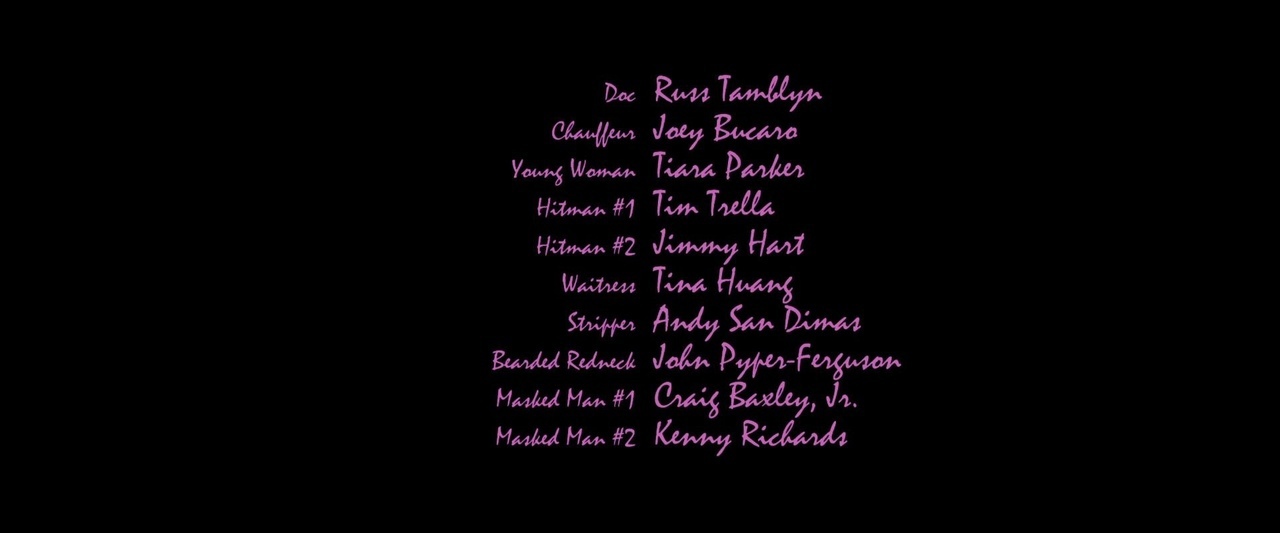 Doc Russ Tamblyn
Chauffeur Joey Bucaro
Young Woman Tiara Parker
Hitman #1 Tim Trella
Hitman #2 Jimmy Hart
Waitress Tina Huang
Stripper Andy San Dimas
Bearded Redneck John Pyper-Ferguson
Masked Man #1 Craig Baxley, Jr.
Masked Man #2 Kenny Richards